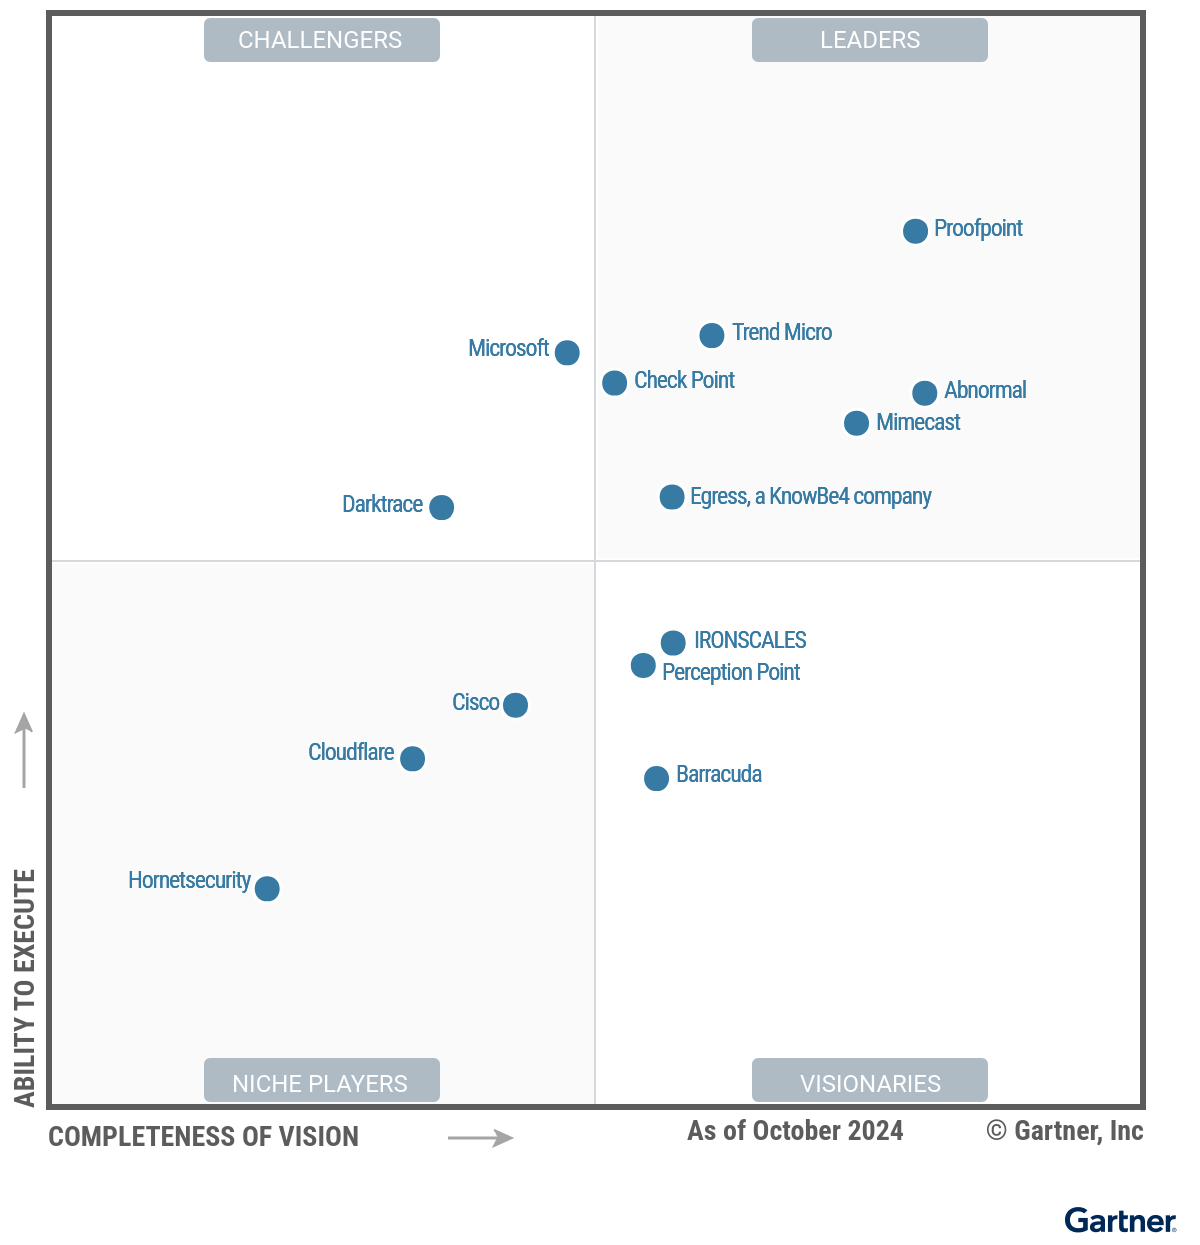 CHALLENGERS
LEADERS
Proofpoint
Trend Micro
Microsoft
Check Point
Abnormal
Mimecast
Egress, a KnowBe4 company
Darktrace
IRONSCALES
Perception Point
Cisco
Cloudflare
Barracuda
Hornetsecurity
ABILITY TO EXECUTE
NICHE PLAYERS
VISIONARIES
COMPLETENESS OF VISION
As of October 2024
© Gartner, Inc
Gartner®